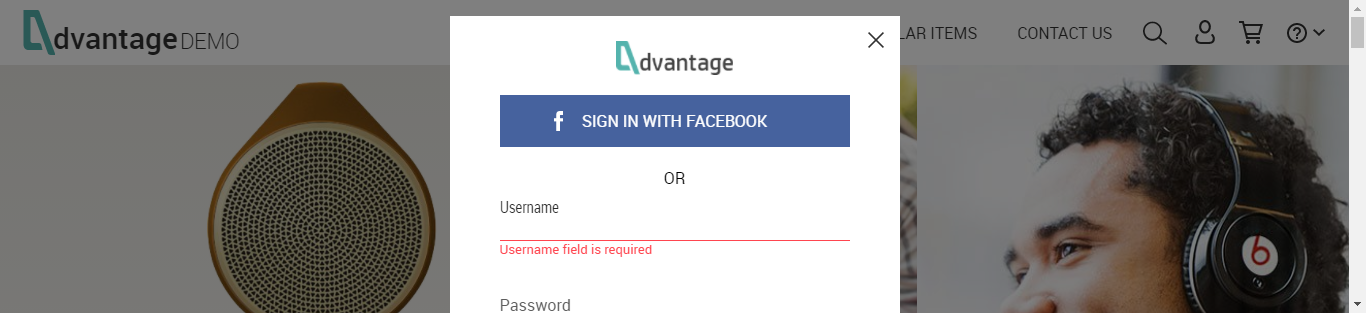 dvantage DEMO
LAR ITEMS
CONTACT US
dvantage
SIGN IN WITH FACEBOOK
OR
Username
Username field is required
Password